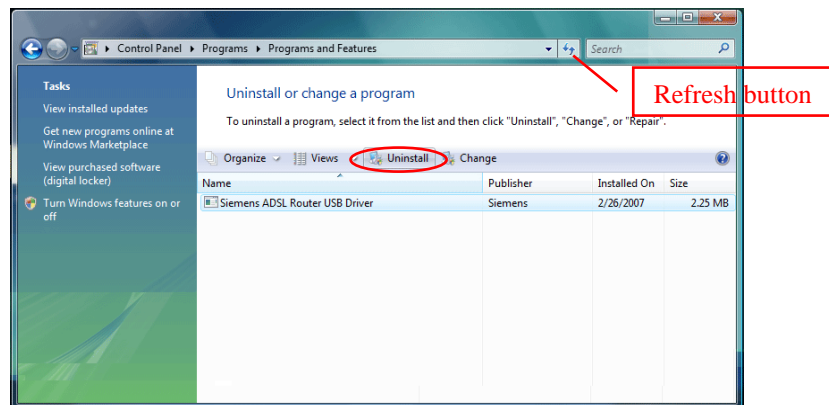 Control Panel Programs Programs and Features
Search
Refresh button
Tasks
View installed updates
Get new programs online at
Windows Marketplace
View purchased software
(digital locker)
Turn Windows features on or
off
Uninstall or change a program
To uninstall a program, select it from the list and then click "Uninstall", "Change", or "Repair".
Organize Views Uninstall Change
Name Publisher Installed On Size
Siemens ADSL Router USB Driver Siemens 2/26/2007 2.25 MB